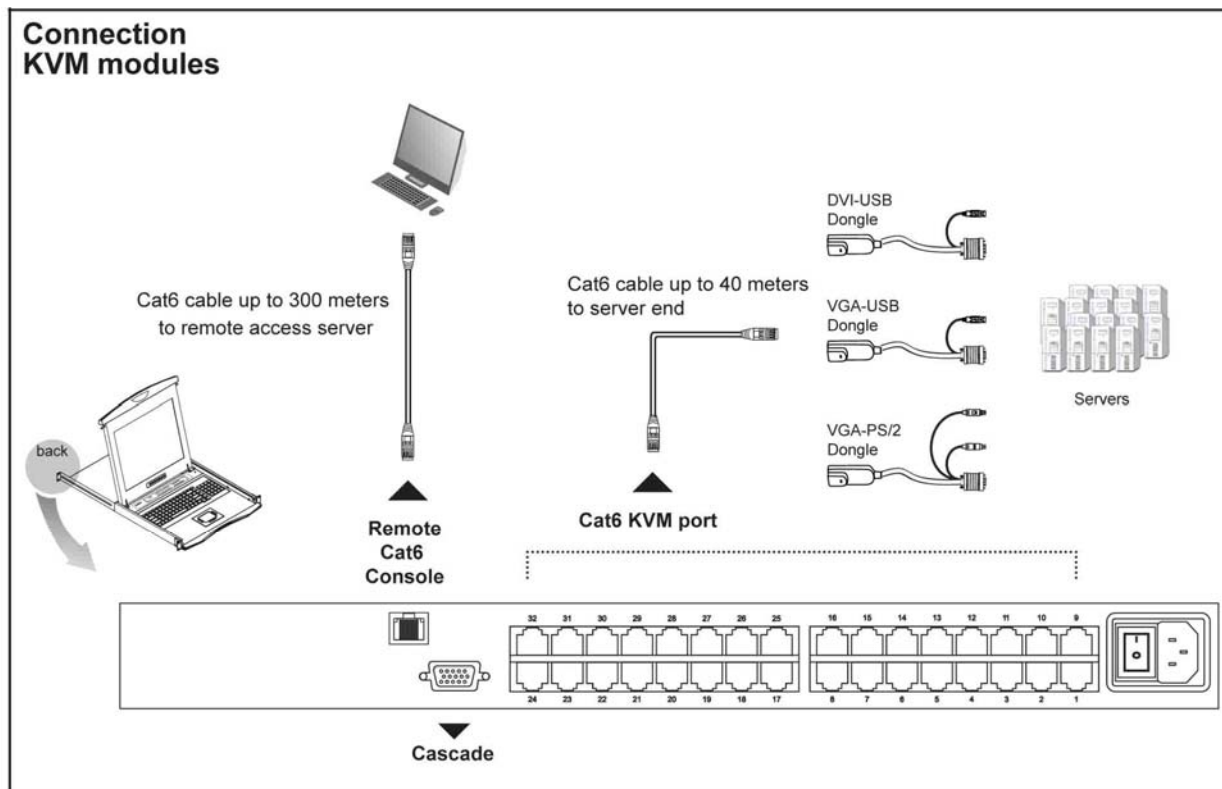 Connection
KVM modules
Cat6 cable up to 300 meters
to remote access server
Cat6 cable up to 40 meters
to server end
DVI-USB
Dongle
VGA-USB
Dongle
VGA-PS/2
Dongle
Servers
back
Remote
Cat6
Console
Cat6 KVM port
32 31 30 29 28 27 26 25 16 15 14 13 12 11 10 9
24 23 22 21 20 19 18 17 8 7 6 5 4 3 2 1
Cascade